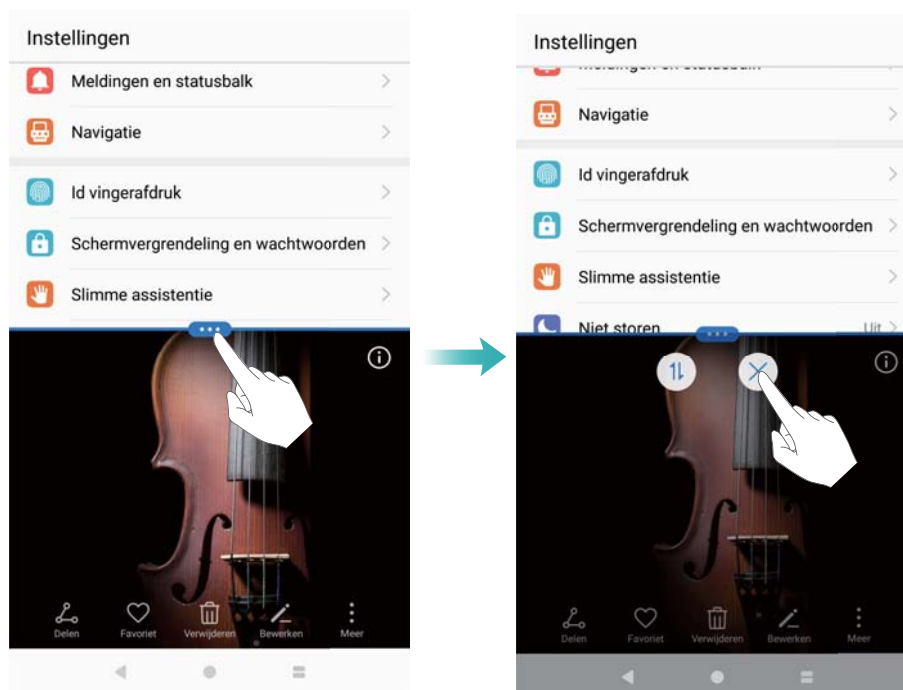 Instellingen
Meldingen en statusbalk
Navigatie
Id vingerafdruk
Schermvergrendeling en wachtwoorden
Slimme assistentie
Delen
Favoriet
Verwijderen
Bewerken
Meer
Instellingen
Navigatie
Id vingerafdruk
Schermvergrendeling en wachtwoorden
Slimme assistentie
Niet storen Uit
Delen
Favoriet
Verwijderen
Bewerken
Meer